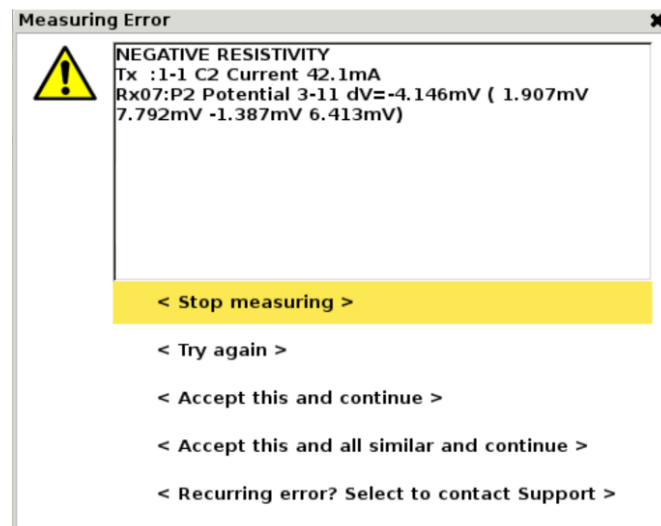 Measuring Error
NEGATIVE RESISTIVITY
Tx :1-1 C2 Current 42.1mA
Rx07:P2 Potential 3-11 dV=-4.146mV ( 1.907mV
7.792mV -1.387mV 6.413mV)
< Stop measuring >
< Try again >
< Accept this and continue >
< Accept this and all similar and continue >
< Recurring error? Select to contact Support >